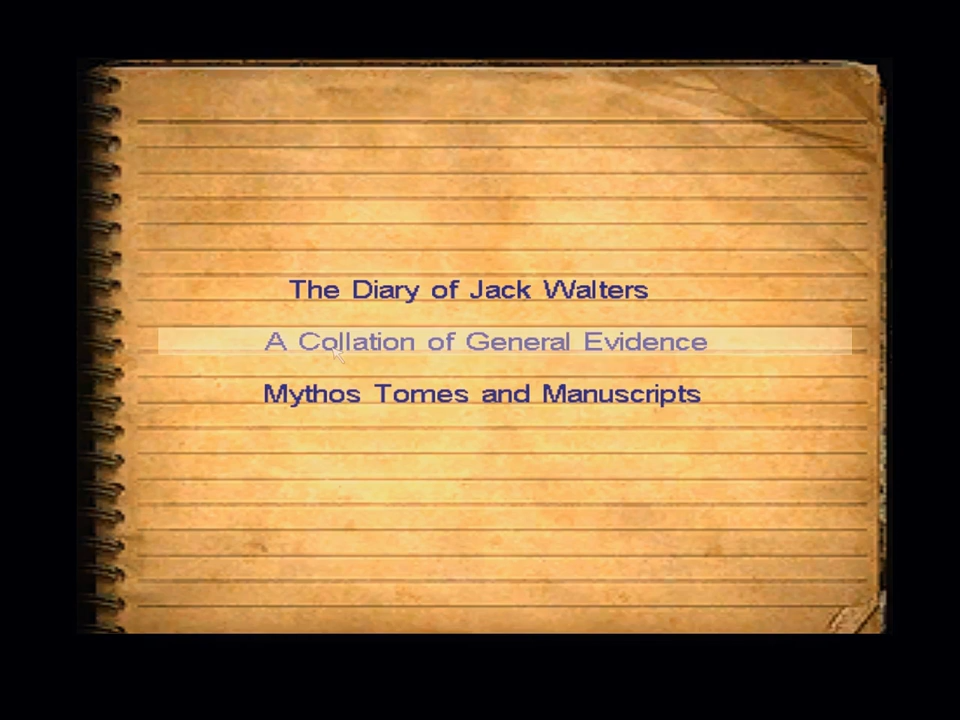 The Diary of Jack Walters
A Collation of General Evidence
Mythos Tomes and Manuscripts